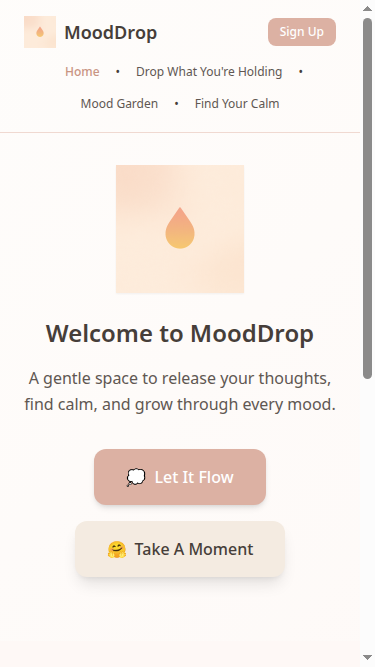 MoodDrop
Sign Up
Home • Drop What You're Holding •
Mood Garden • Find Your Calm
Welcome to MoodDrop
A gentle space to release your thoughts,
find calm, and grow through every mood.
💭 Let It Flow
🤗 Take A Moment